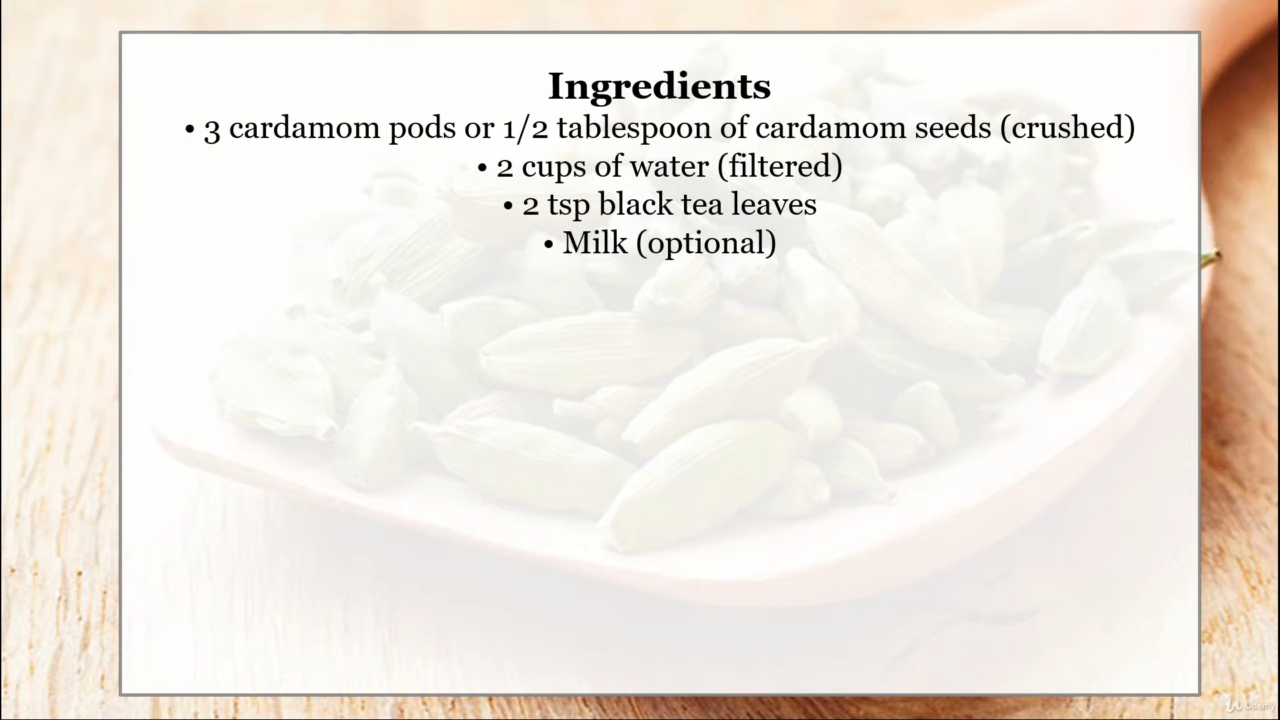 Ingredients
• 3 cardamom pods or 1/2 tablespoon of cardamom seeds (crushed)
• 2 cups of water (filtered)
• 2 tsp black tea leaves
• Milk (optional)
Udemy